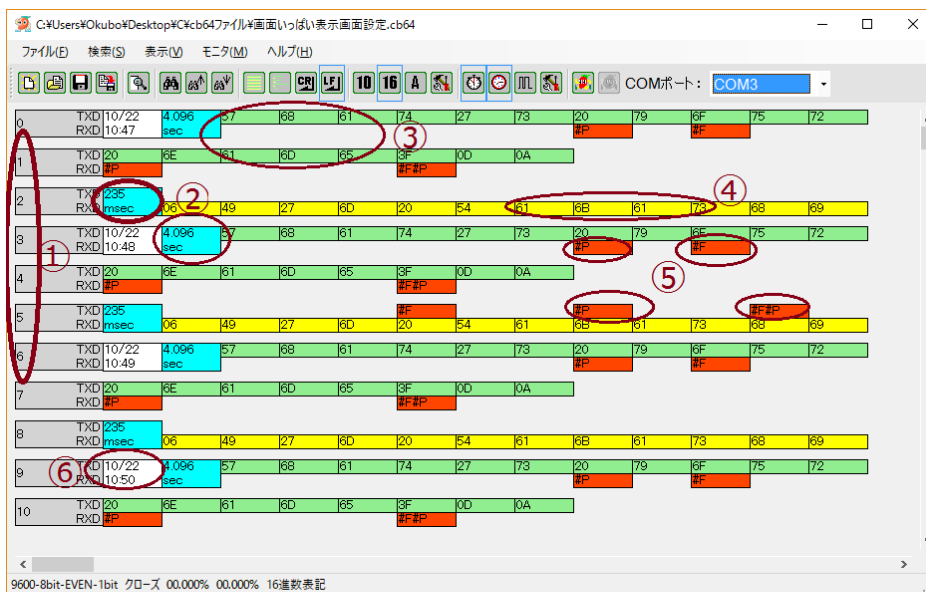 C:¥Users¥Okubo¥Desktop¥C¥cb64ファイル¥画面いっぱい表示画面設定.cb64
ファイル(F) 検索(S) 表示(V) モニタ(M) ヘルプ(H)
CR LF 10 16 A COMポート: COM3
0 TXD 10/22 4.096 57 68 61 74 27 73 20 79 6F 75 72
RXD 10:47 sec #P #F
③
1 TXD 20 6E 61 6D 65 3F 0D 0A
RXD #P #F#P
② ④
2 TXD 235
RXD msec 06 49 27 6D 20 54 61 6B 61 73 68 69
3 TXD 10/22 4.096 57 68 61 74 27 73 20 79 6F 75 72
RXD 10:48 sec #P #F
① ⑤
4 TXD 20 6E 61 6D 65 3F 0D 0A
RXD #P #F#P
5 TXD 235 #F #P #F#P
RXD msec 06 49 27 6D 20 54 61 6B 61 73 68 69
6 TXD 10/22 4.096 57 68 61 74 27 73 20 79 6F 75 72
RXD 10:49 sec #P #F
7 TXD 20 6E 61 6D 65 3F 0D 0A
RXD #P #F#P
8 TXD 235
RXD msec 06 49 27 6D 20 54 61 6B 61 73 68 69
⑥
9 TXD 10/22 4.096 57 68 61 74 27 73 20 79 6F 75 72
RXD 10:50 sec #P #F
10 TXD 20 6E 61 6D 65 3F 0D 0A
RXD #P #F#P
9600-8bit-EVEN-1bit クローズ 00.000% 00.000% 16進数表記